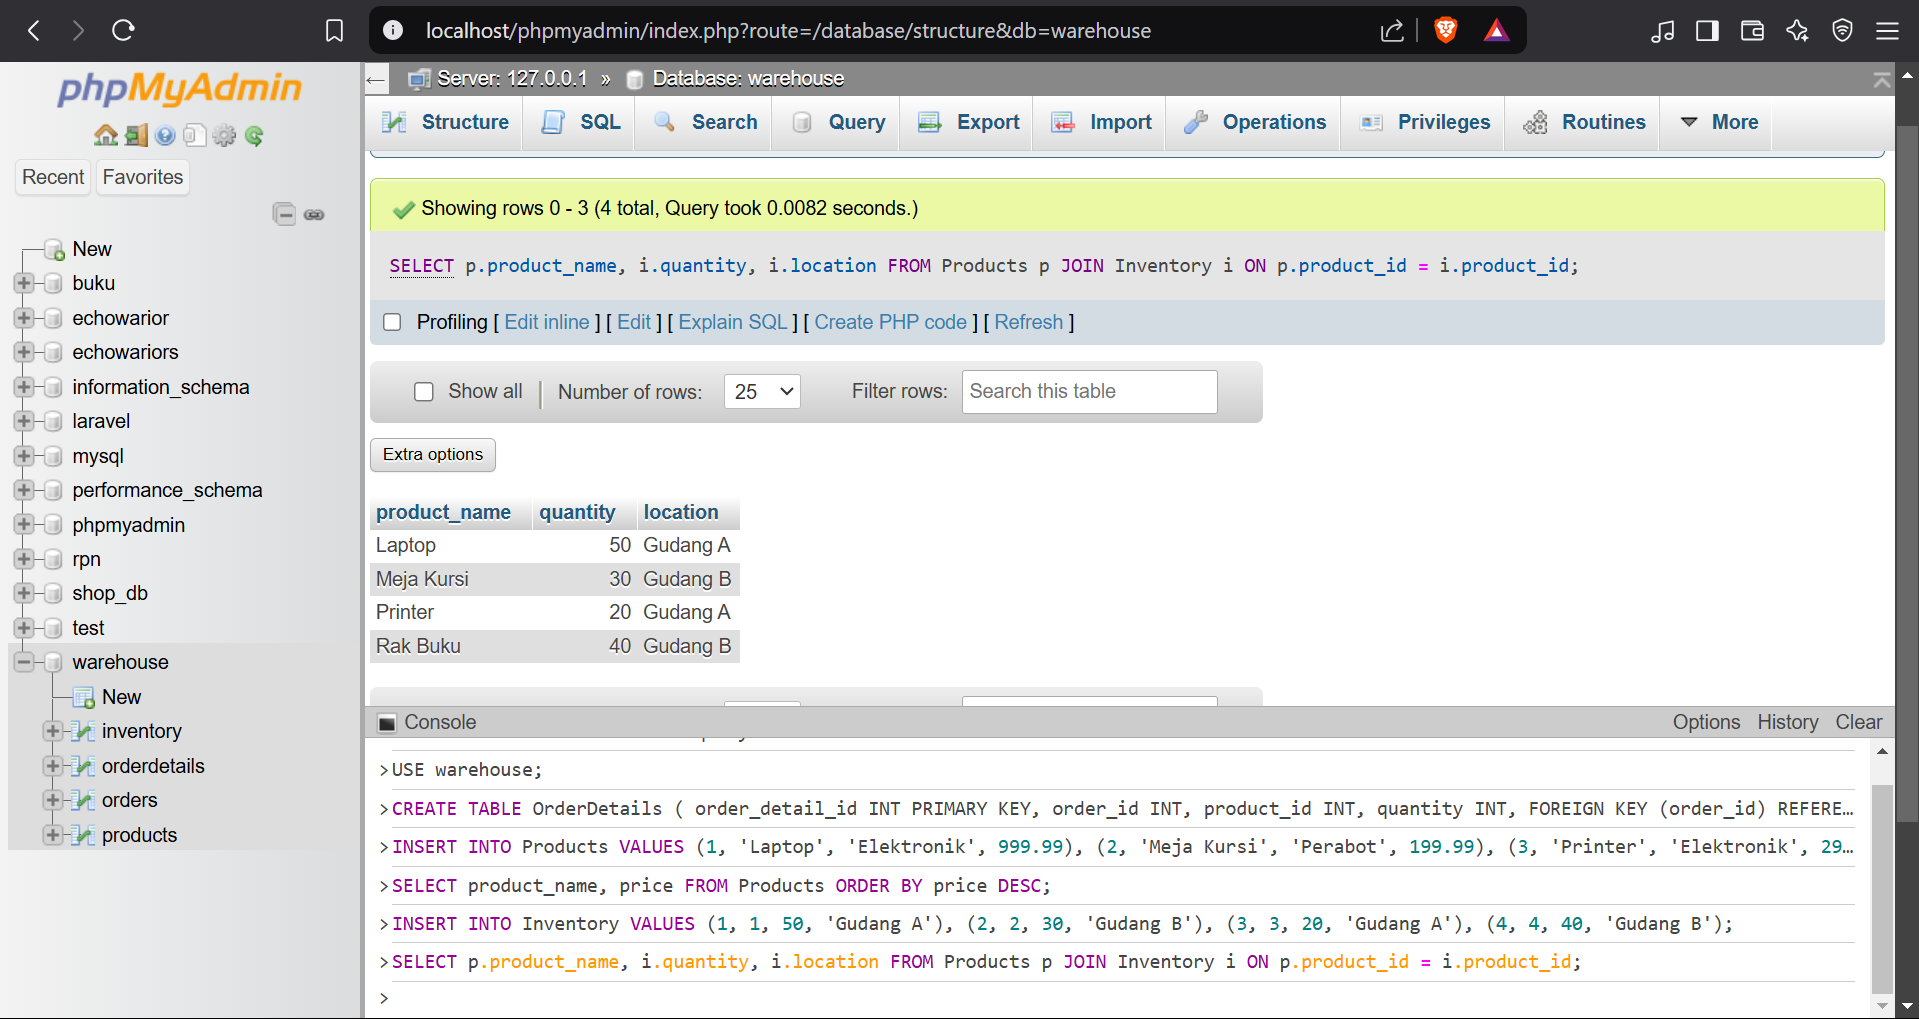 localhost/phpmyadmin/index.php?route=/database/structure&db=warehouse
phpMyAdmin
Recent Favorites
New
buku
echowarior
echowariors
information_schema
laravel
mysql
performance_schema
phpmyadmin
rpn
shop_db
test
warehouse
New
inventory
orderdetails
orders
products
Server: 127.0.0.1 » Database: warehouse
Structure SQL Search Query Export Import Operations Privileges Routines More
Showing rows 0 - 3 (4 total, Query took 0.0082 seconds.)
SELECT p.product_name, i.quantity, i.location FROM Products p JOIN Inventory i ON p.product_id = i.product_id;
Profiling [ Edit inline ] [ Edit ] [ Explain SQL ] [ Create PHP code ] [ Refresh ]
Show all | Number of rows: 25 Filter rows: Search this table
Extra options
product_name quantity location
Laptop 50 Gudang A
Meja Kursi 30 Gudang B
Printer 20 Gudang A
Rak Buku 40 Gudang B
Console Options History Clear
>USE warehouse;
>CREATE TABLE OrderDetails ( order_detail_id INT PRIMARY KEY, order_id INT, product_id INT, quantity INT, FOREIGN KEY (order_id) REFERE…
>INSERT INTO Products VALUES (1, 'Laptop', 'Elektronik', 999.99), (2, 'Meja Kursi', 'Perabot', 199.99), (3, 'Printer', 'Elektronik', 29…
>SELECT product_name, price FROM Products ORDER BY price DESC;
>INSERT INTO Inventory VALUES (1, 1, 50, 'Gudang A'), (2, 2, 30, 'Gudang B'), (3, 3, 20, 'Gudang A'), (4, 4, 40, 'Gudang B');
>SELECT p.product_name, i.quantity, i.location FROM Products p JOIN Inventory i ON p.product_id = i.product_id;
>